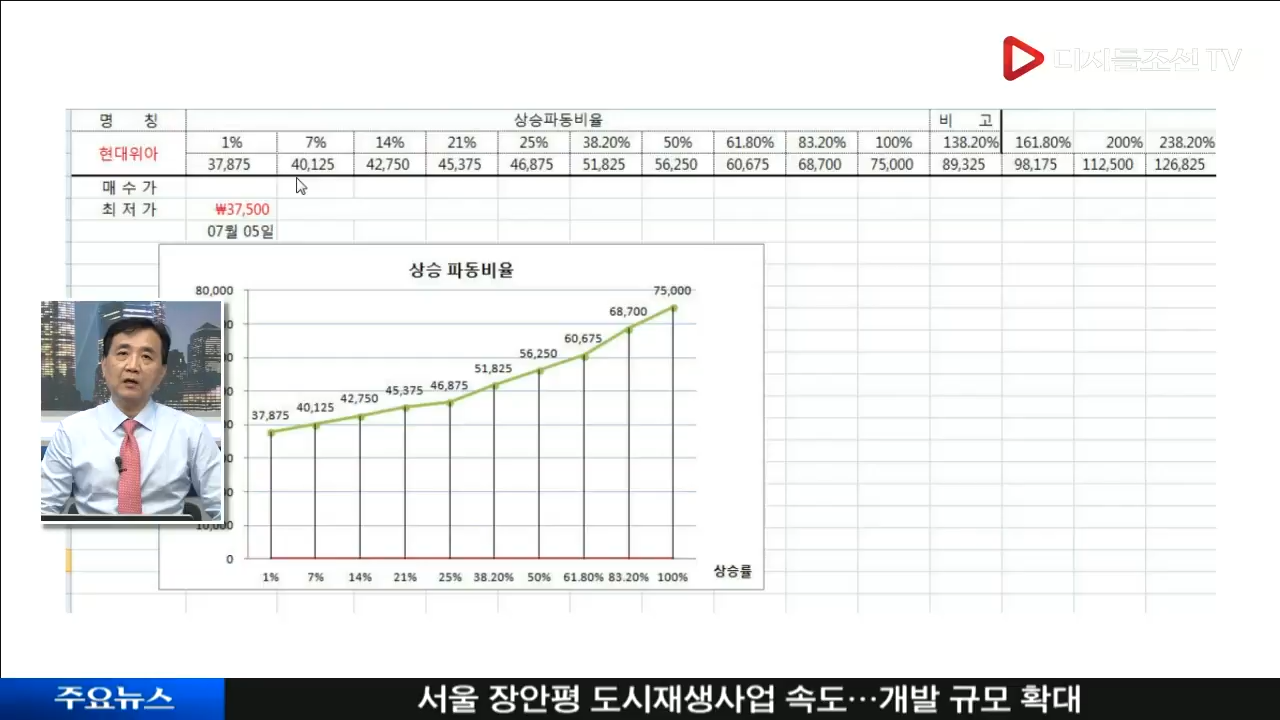 디지틀조선 TV
명 칭 상승파동비율 비 고
현대위아 1% 7% 14% 21% 25% 38.20% 50% 61.80% 83.20% 100% 138.20% 161.80% 200% 238.20%
37,875 40,125 42,750 45,375 46,875 51,825 56,250 60,675 68,700 75,000 89,325 98,175 112,500 126,825
매 수 가
최 저 가 ₩37,500
07월 05일
상승 파동비율
80,000
75,000
68,700
60,675
56,250
51,825
46,875
45,375
42,750
40,125
37,875
10,000
0
1% 7% 14% 21% 25% 38.20% 50% 61.80% 83.20% 100%
상승률
주요뉴스 서울 장안평 도시재생사업 속도…개발 규모 확대